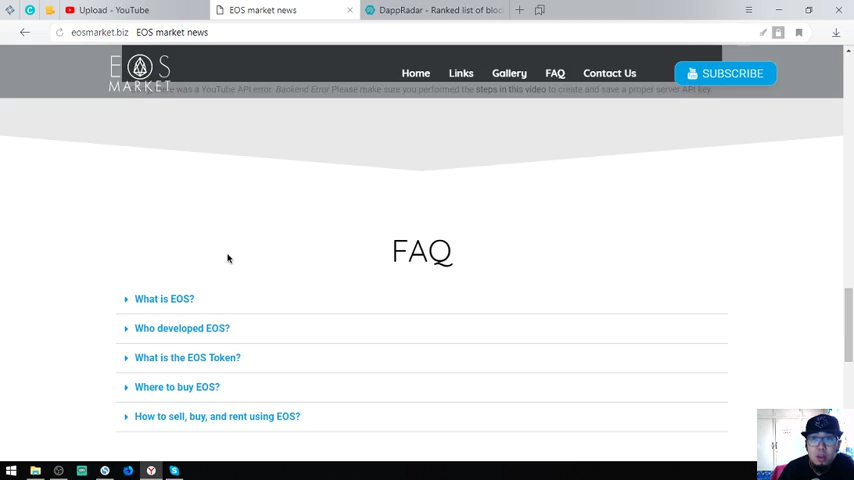 Upload - YouTube
EOS market news
DappRadar - Ranked list of bloc
eosmarket.biz EOS market news
EOS
MARKET
Home
Links
Gallery
FAQ
Contact Us
SUBSCRIBE
was a YouTube API error. Backend Error Please make sure you performed the steps in this video to create and save a proper server API key.
FAQ
What is EOS?
Who developed EOS?
What is the EOS Token?
Where to buy EOS?
How to sell, buy, and rent using EOS?